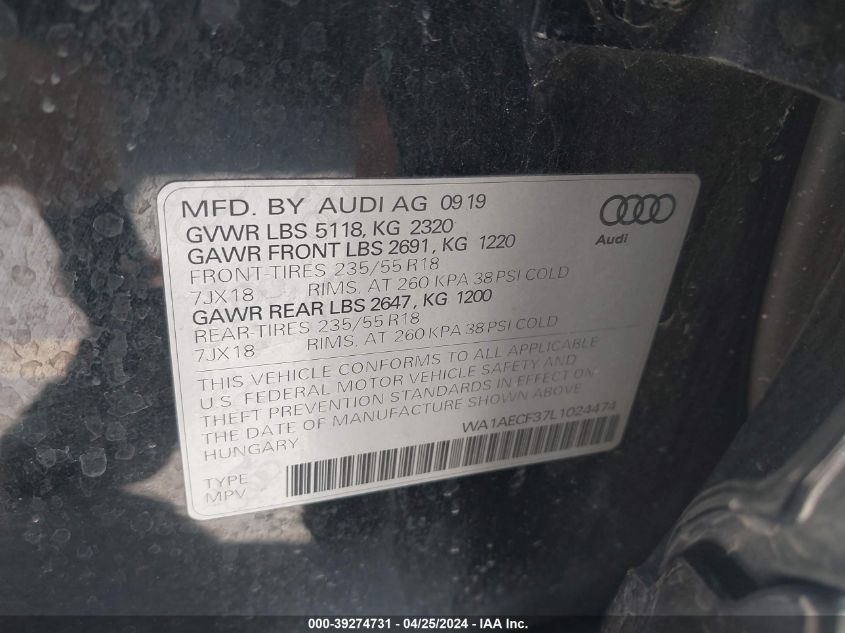 MFD. BY AUDI AG 0919
GVWR LBS 5118, KG 2320
GAWR FRONT LBS 2691, KG 1220
FRONT-TIRES 235/55 R18
7JX18 RIMS, AT 260 KPA 38 PSI COLD
GAWR REAR LBS 2647, KG 1200
REAR-TIRES 235/55 R18
7JX18 RIMS, AT 260 KPA 38 PSI COLD
Audi
THIS VEHICLE CONFORMS TO ALL APPLICABLE
U.S. FEDERAL MOTOR VEHICLE SAFETY AND
THEFT PREVENTION STANDARDS IN EFFECT ON
THE DATE OF MANUFACTURE SHOWN ABOVE
HUNGARY
WA1AECF37L1024474
TYPE
MPV
000-39274731 - 04/25/2024 - IAA Inc.